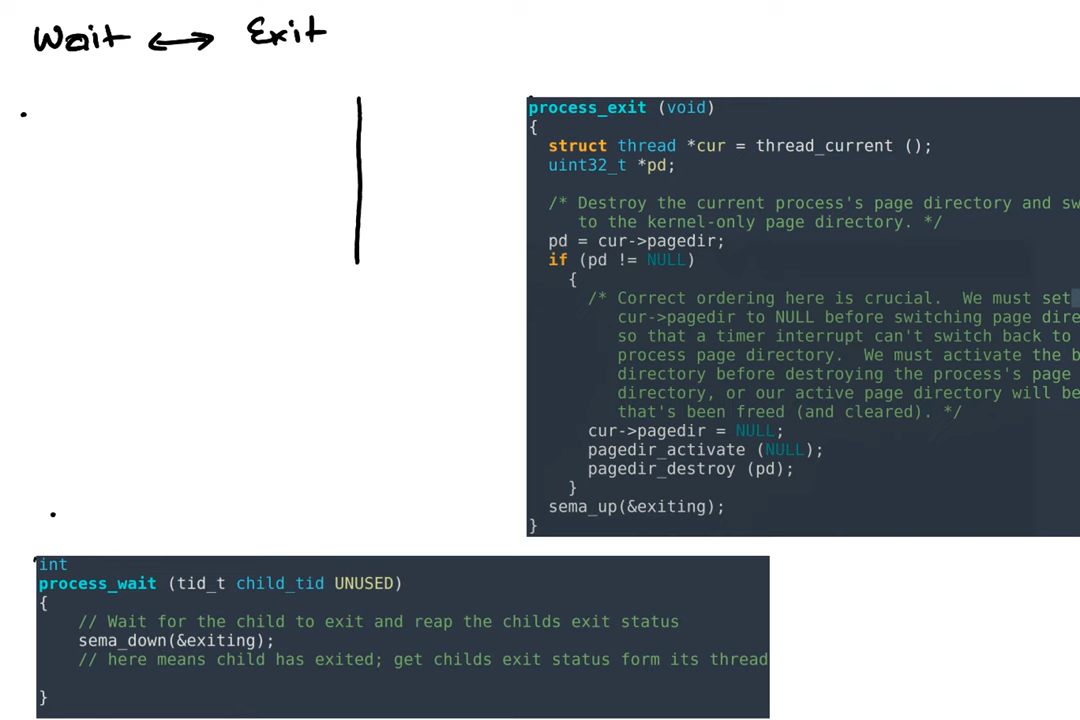 Wait ↔ Exit
process_exit (void)
{
struct thread *cur = thread_current ();
uint32_t *pd;
/* Destroy the current process's page directory and sw
to the kernel-only page directory. */
pd = cur->pagedir;
if (pd != NULL)
{
/* Correct ordering here is crucial. We must set
cur->pagedir to NULL before switching page dire
so that a timer interrupt can't switch back to
process page directory. We must activate the b
directory before destroying the process's page
directory, or our active page directory will be
that's been freed (and cleared). */
cur->pagedir = NULL;
pagedir_activate (NULL);
pagedir_destroy (pd);
}
sema_up(&exiting);
}
int
process_wait (tid_t child_tid UNUSED)
{
// Wait for the child to exit and reap the childs exit status
sema_down(&exiting);
// here means child has exited; get childs exit status form its thread
}